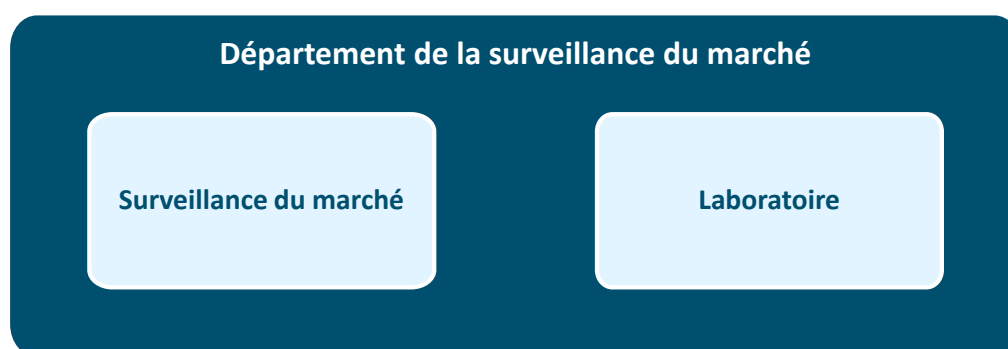 Département de la surveillance du marché
Surveillance du marché
Laboratoire